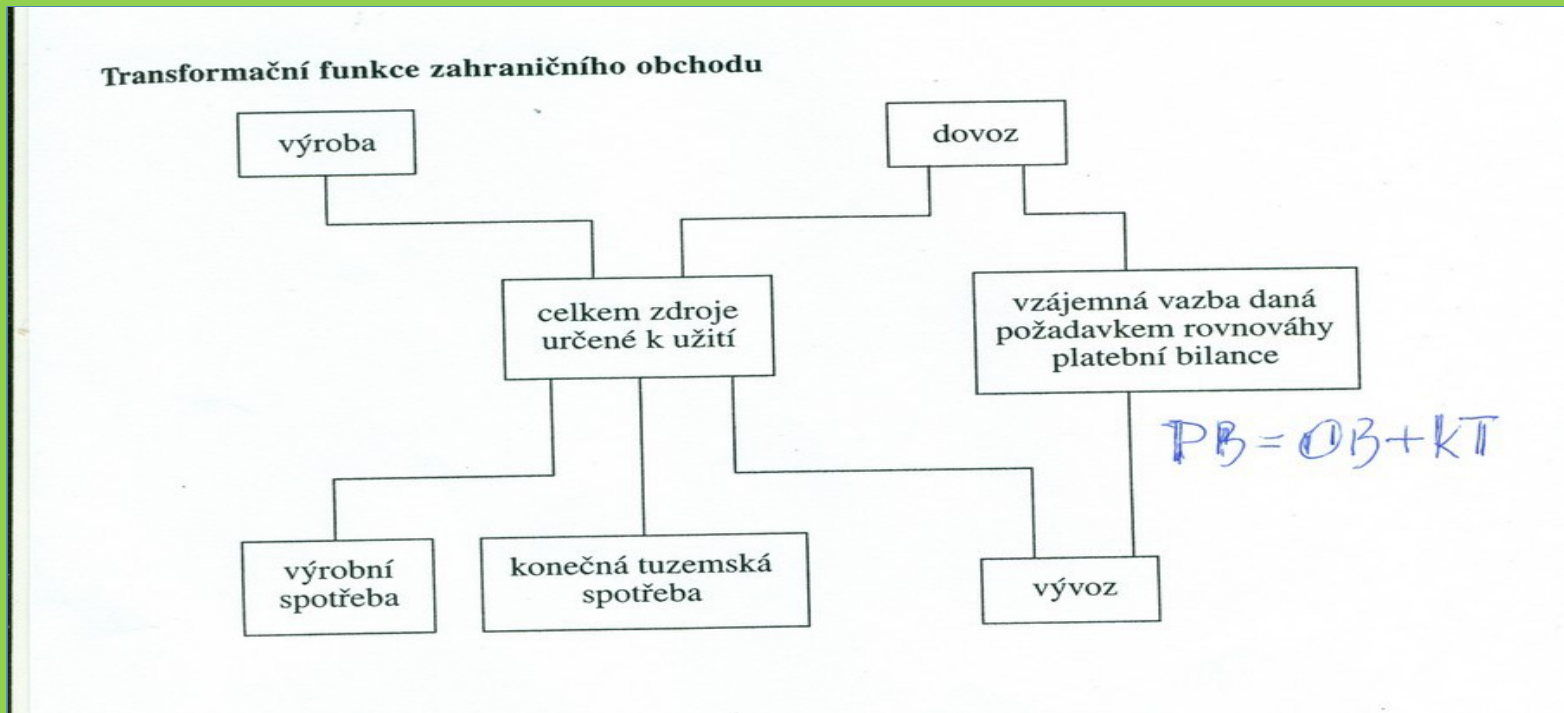 Transformační funkce zahraničního obchodu
výroba
dovoz
celkem zdroje
určené k užití
vzájemná vazba daná
požadavkem rovnováhy
platební bilance
PB = OB + KT
výrobní
spotřeba
konečná tuzemská
spotřeba
vývoz